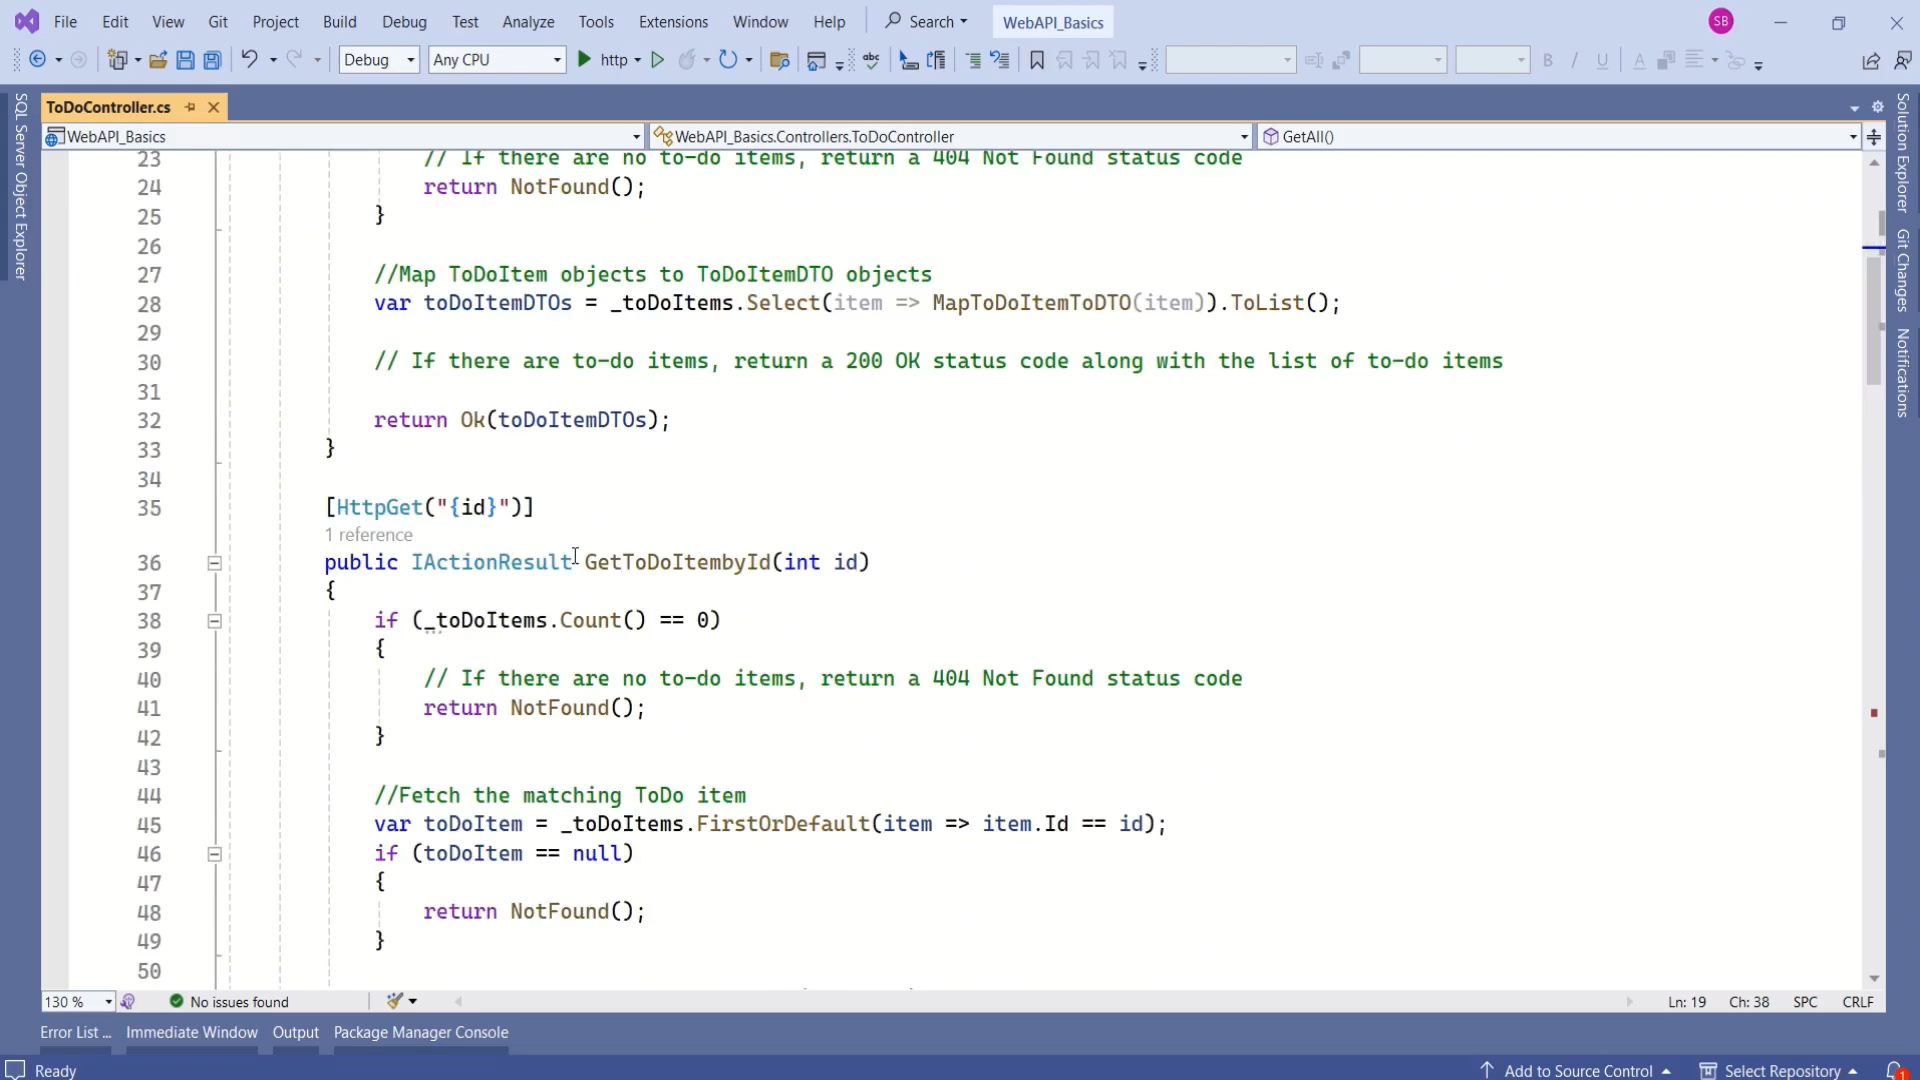 File Edit View Git Project Build Debug Test Analyze Tools Extensions Window Help Search WebAPI_Basics SB
Debug Any CPU http abc B I U A
ToDoController.cs
WebAPI_Basics WebAPI_Basics.Controllers.ToDoController GetAll()
SQL Server Object Explorer
Solution Explorer
Git Changes
Notifications
23 // If there are no to-do items, return a 404 Not Found status code
24 return NotFound();
25 }
26
27 //Map ToDoItem objects to ToDoItemDTO objects
28 var toDoItemDTOs = _toDoItems.Select(item => MapToDoItemToDTO(item)).ToList();
29
30 // If there are to-do items, return a 200 OK status code along with the list of to-do items
31
32 return Ok(toDoItemDTOs);
33 }
34
35 [HttpGet("{id}")]
1 reference
36 public IActionResult GetToDoItembyId(int id)
37 {
38 if (_toDoItems.Count() == 0)
39 {
40 // If there are no to-do items, return a 404 Not Found status code
41 return NotFound();
42 }
43
44 //Fetch the matching ToDo item
45 var toDoItem = _toDoItems.FirstOrDefault(item => item.Id == id);
46 if (toDoItem == null)
47 {
48 return NotFound();
49 }
50
130 % No issues found Ln: 19 Ch: 38 SPC CRLF
Error List ... Immediate Window Output Package Manager Console
Ready Add to Source Control Select Repository 1